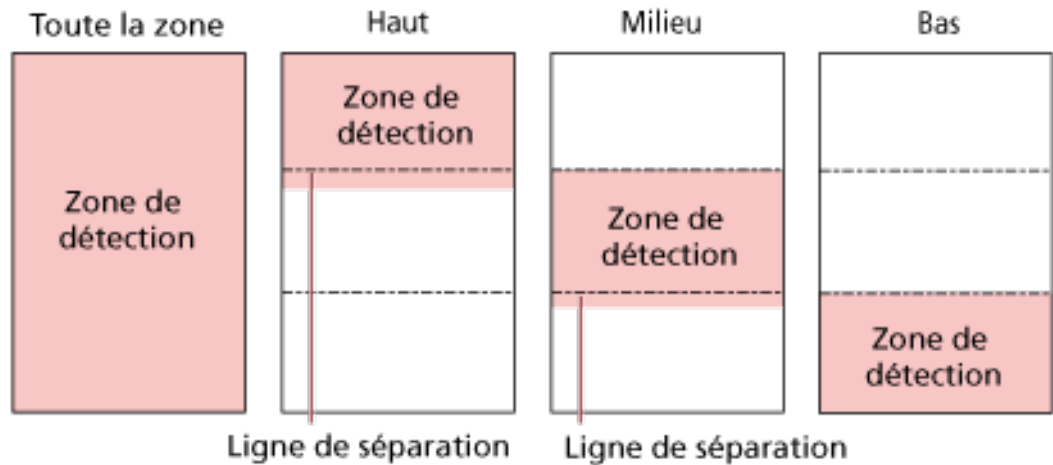 Toute la zone
Haut
Milieu
Bas
Zone de
détection
Zone de
détection
Zone de
détection
Zone de
détection
Ligne de séparation
Ligne de séparation